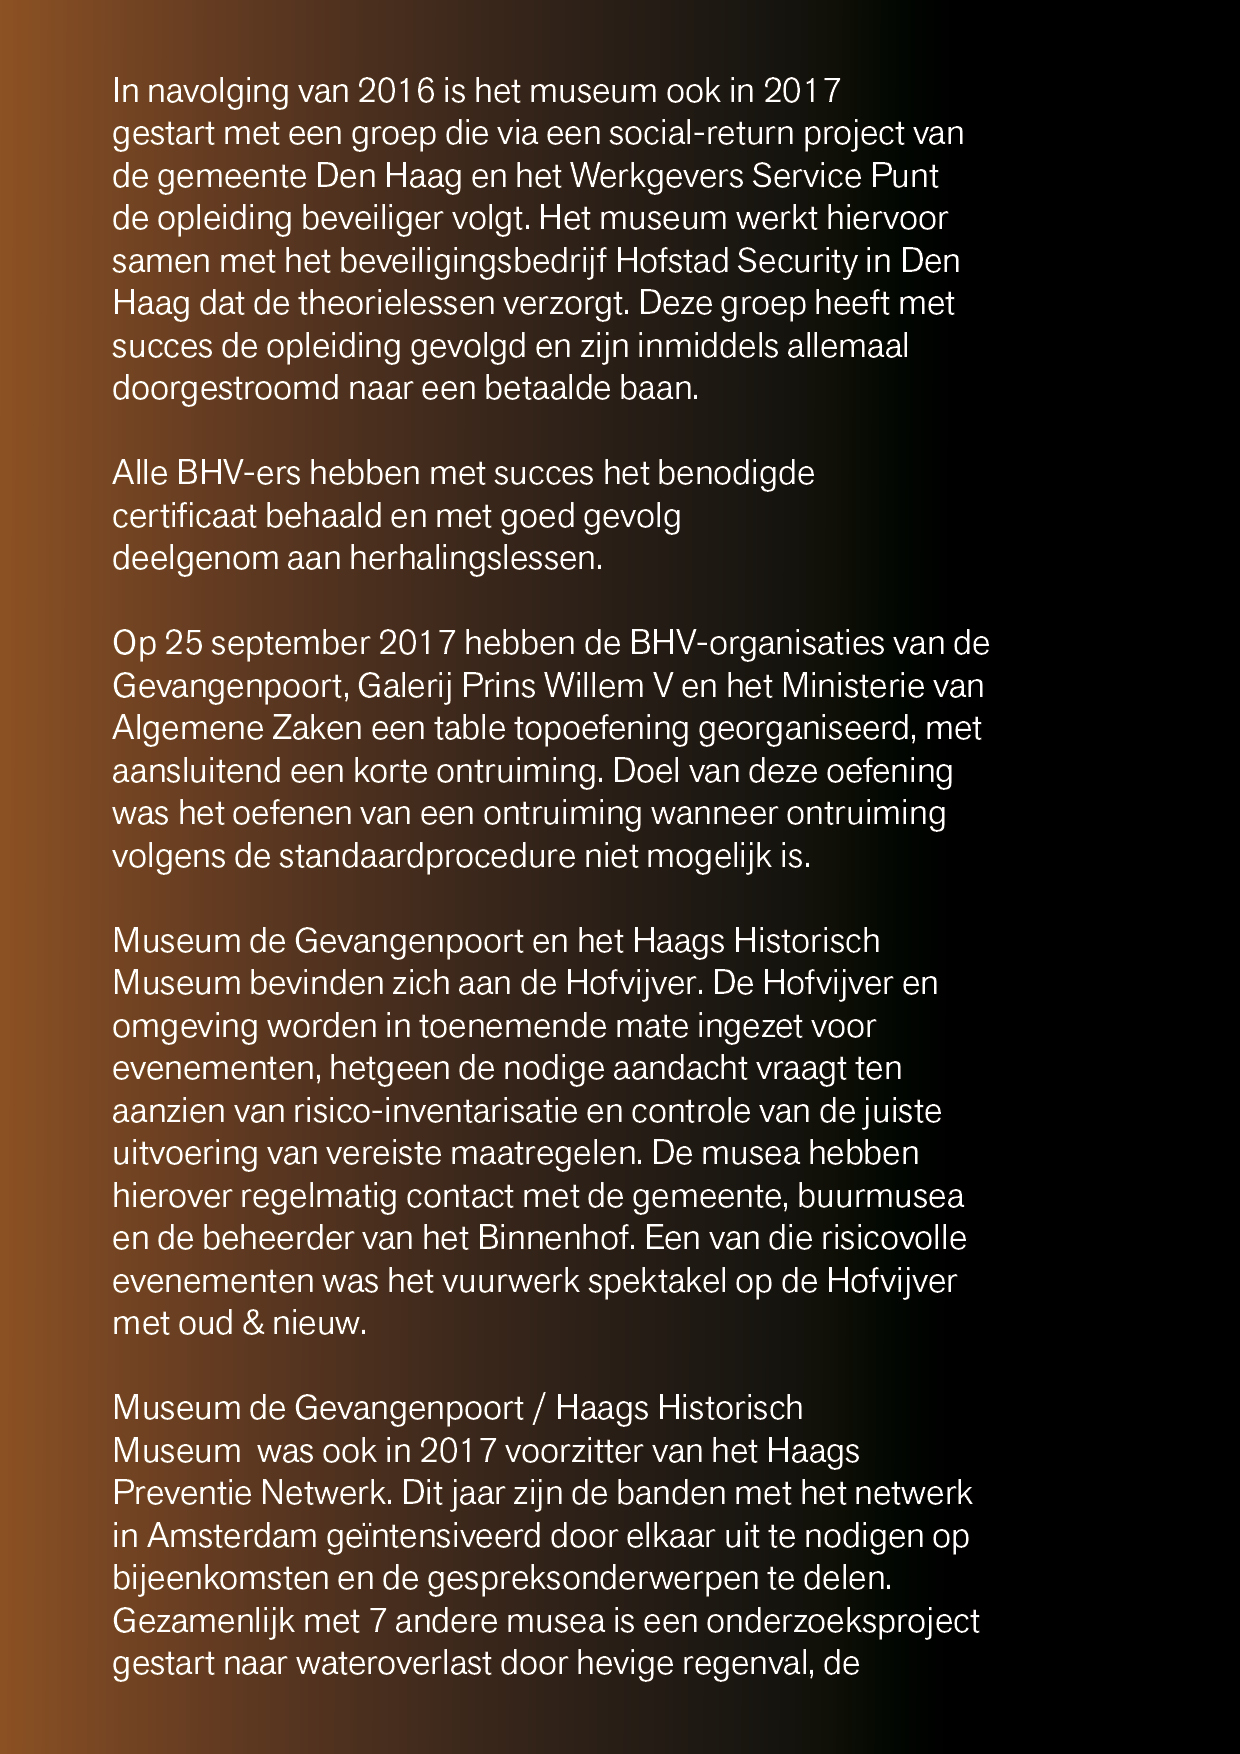 In navolging van 2016 is het museum ook in 2017
gestart met een groep die via een social-return project van
de gemeente Den Haag en het Werkgevers Service Punt
de opleiding beveiliger volgt. Het museum werkt hiervoor
samen met het beveiligingsbedrijf Hofstad Security in Den
Haag dat de theorielessen verzorgt. Deze groep heeft met
succes de opleiding gevolgd en zijn inmiddels allemaal
doorgestroomd naar een betaalde baan.

Alle BHV-ers hebben met succes het benodigde
certificaat behaald en met goed gevolg
deelgenom aan herhalingslessen.

Op 25 september 2017 hebben de BHV-organisaties van de
Gevangenpoort, Galerij Prins Willem V en het Ministerie van
Algemene Zaken een table topoefening georganiseerd, met
aansluitend een korte ontruiming. Doel van deze oefening
was het oefenen van een ontruiming wanneer ontruiming
volgens de standaardprocedure niet mogelijk is.

Museum de Gevangenpoort en het Haags Historisch
Museum bevinden zich aan de Hofvijver. De Hofvijver en
omgeving worden in toenemende mate ingezet voor
evenementen, hetgeen de nodige aandacht vraagt ten
aanzien van risico-inventarisatie en controle van de juiste
uitvoering van vereiste maatregelen. De musea hebben
hierover regelmatig contact met de gemeente, buurmusea
en de beheerder van het Binnenhof. Een van die risicovolle
evenementen was het vuurwerk spektakel op de Hofvijver
met oud & nieuw.

Museum de Gevangenpoort / Haags Historisch
Museum  was ook in 2017 voorzitter van het Haags
Preventie Netwerk. Dit jaar zijn de banden met het netwerk
in Amsterdam geïntensiveerd door elkaar uit te nodigen op
bijeenkomsten en de gespreksonderwerpen te delen.
Gezamenlijk met 7 andere musea is een onderzoeksproject
gestart naar wateroverlast door hevige regenval, de